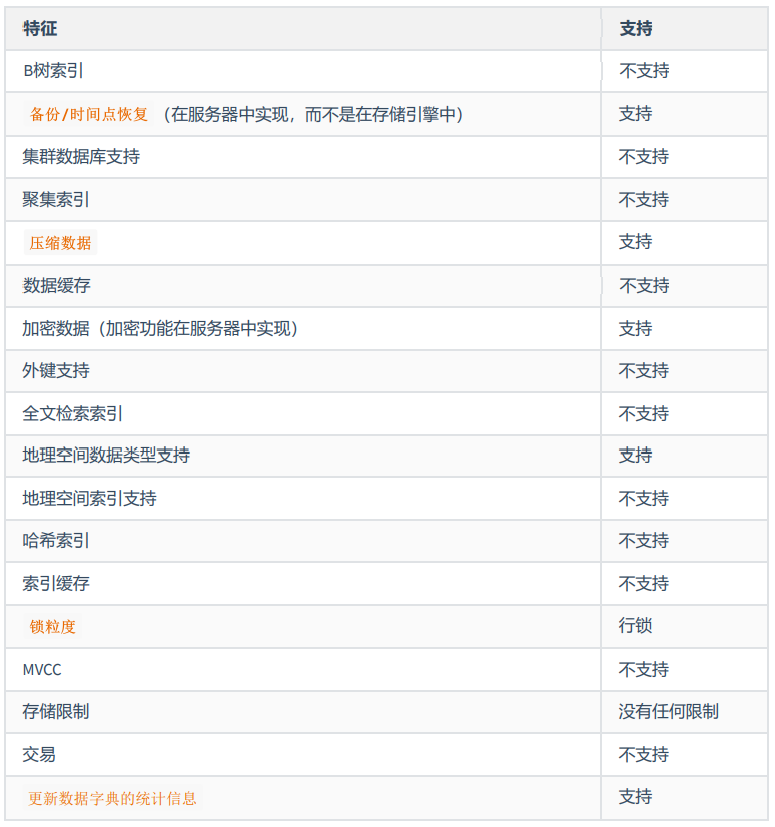 特征 支持
B树索引 不支持
备份/时间点恢复 （在服务器中实现，而不是在存储引擎中） 支持
集群数据库支持 不支持
聚集索引 不支持
压缩数据 支持
数据缓存 不支持
加密数据（加密功能在服务器中实现） 支持
外键支持 不支持
全文检索索引 不支持
地理空间数据类型支持 支持
地理空间索引支持 不支持
哈希索引 不支持
索引缓存 不支持
锁粒度 行锁
MVCC 不支持
存储限制 没有任何限制
交易 不支持
更新数据字典的统计信息 支持